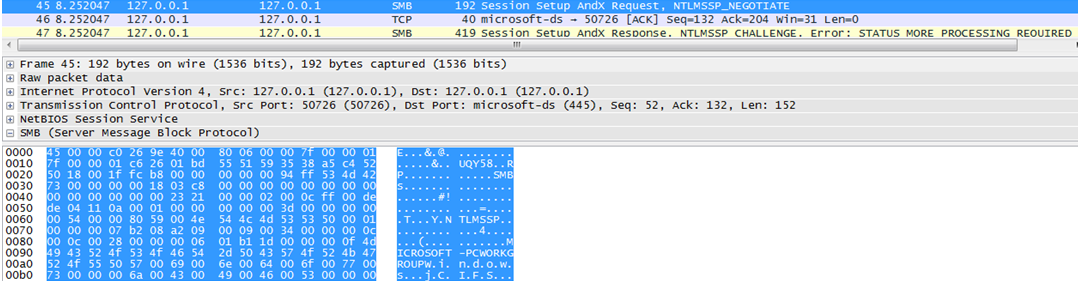 45 8.252047 127.0.0.1 127.0.0.1 SMB 192 Session Setup AndX Request, NTLMSSP_NEGOTIATE
46 8.252047 127.0.0.1 127.0.0.1 TCP 40 microsoft-ds → 50726 [ACK] Seq=132 Ack=204 Win=31 Len=0
47 8.252047 127.0.0.1 127.0.0.1 SMB 419 Session Setup AndX Response, NTLMSSP CHALLENGE, Error: STATUS MORE PROCESSING REQUIRED
Frame 45: 192 bytes on wire (1536 bits), 192 bytes captured (1536 bits)
Raw packet data
Internet Protocol Version 4, Src: 127.0.0.1 (127.0.0.1), Dst: 127.0.0.1 (127.0.0.1)
Transmission Control Protocol, Src Port: 50726 (50726), Dst Port: microsoft-ds (445), Seq: 52, Ack: 132, Len: 152
NetBIOS Session Service
SMB (Server Message Block Protocol)
0000 45 00 00 c0 26 9e 40 00 80 06 00 00 7f 00 00 01 E...&.@. ........
0010 7f 00 00 01 c6 26 01 bd 55 51 59 35 38 a5 c4 52 .....&.. UQY58..R
0020 50 18 00 1f fc b8 00 00 00 00 00 94 ff 53 4d 42 P....... .....SMB
0030 73 00 00 00 00 18 03 c8 00 00 00 00 00 00 00 00 s....... ........
0040 00 00 00 00 00 00 23 21 00 00 02 00 0c ff 00 de ......#! ........
0050 de 04 11 0a 00 01 00 00 00 00 00 00 00 3d 00 00 ........ .....=..
0060 00 54 00 00 80 59 00 4e 54 4c 4d 53 53 50 00 01 .T...Y.N TLMSSP..
0070 00 00 00 07 b2 08 a2 09 00 09 00 34 00 00 00 0c ........ ...4....
0080 00 0c 00 28 00 00 00 06 01 b1 1d 00 00 00 0f 4d ...(.... .......M
0090 49 43 52 4f 53 4f 46 54 2d 50 43 57 4f 52 4b 47 ICROSOFT -PCWORKG
00a0 52 4f 55 50 57 00 69 00 6e 00 64 00 6f 00 77 00 ROUPW.i. n.d.o.w.
00b0 73 00 00 00 6a 00 43 00 49 00 46 00 53 00 00 00 s...j.C. I.F.S...